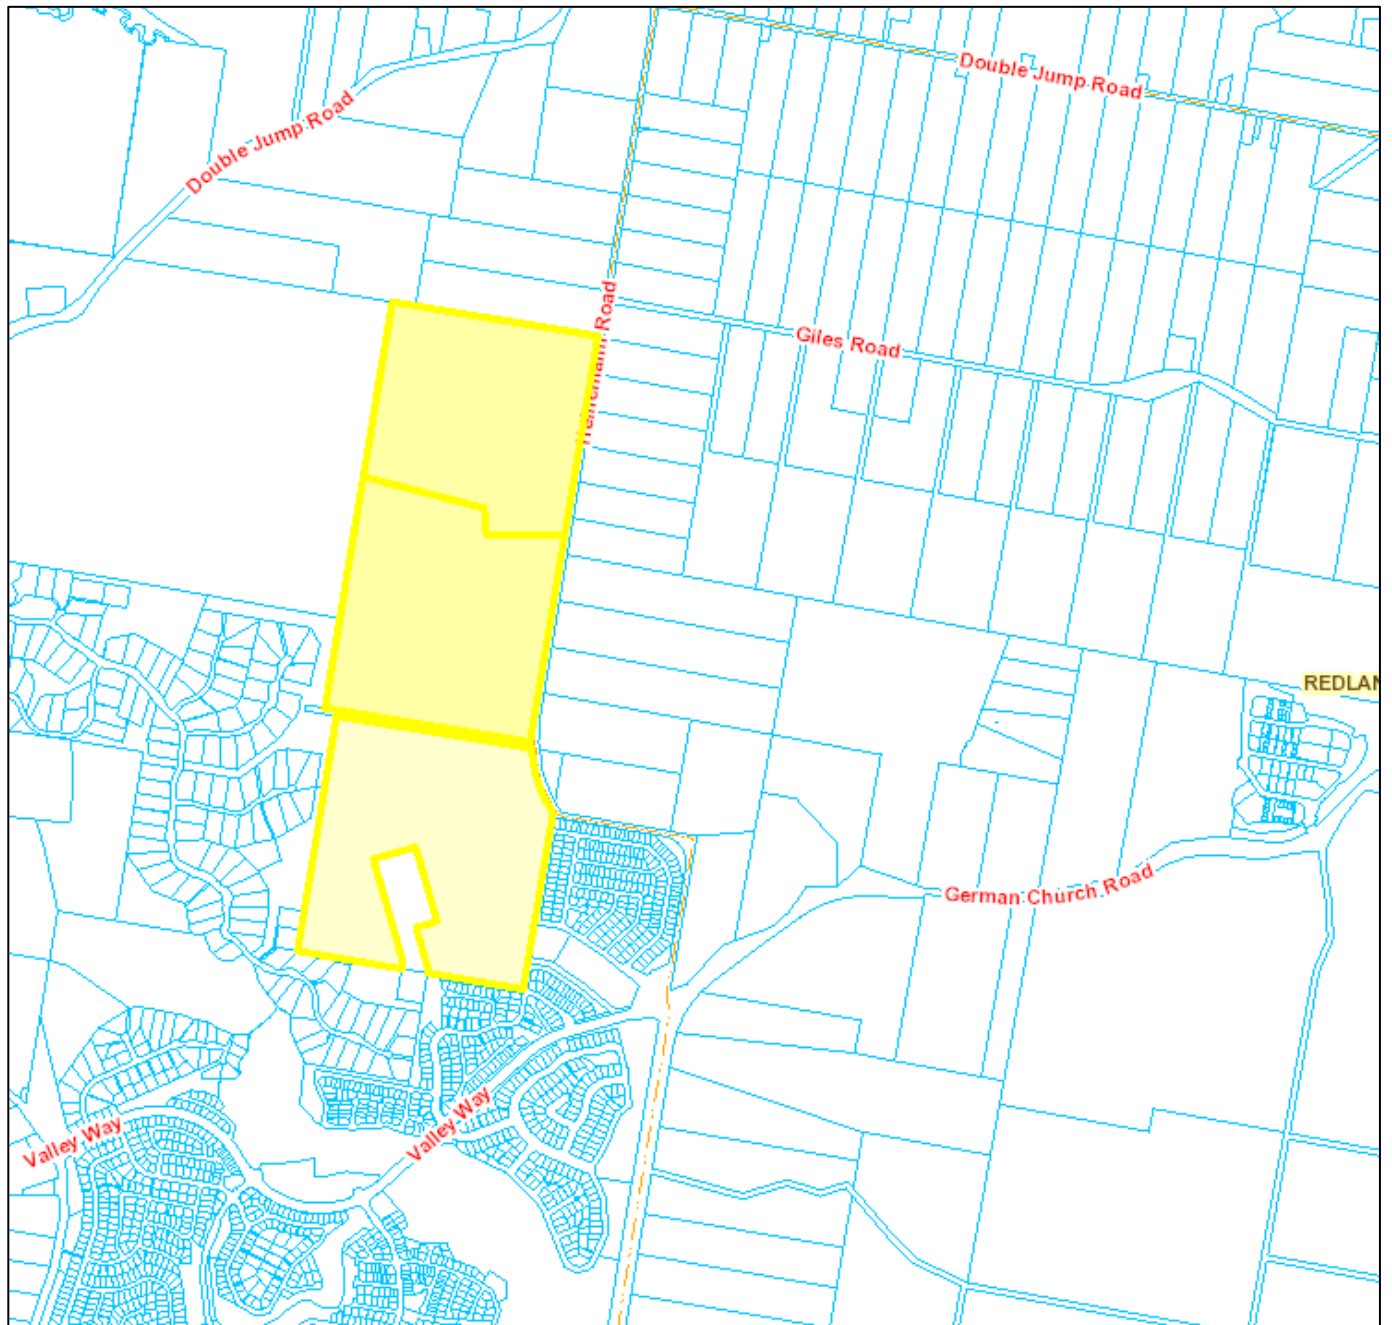 Double Jump Road
Double Jump Road
Road
Giles Road
REDLAN
German Church Road
Valley Way
Valley Way